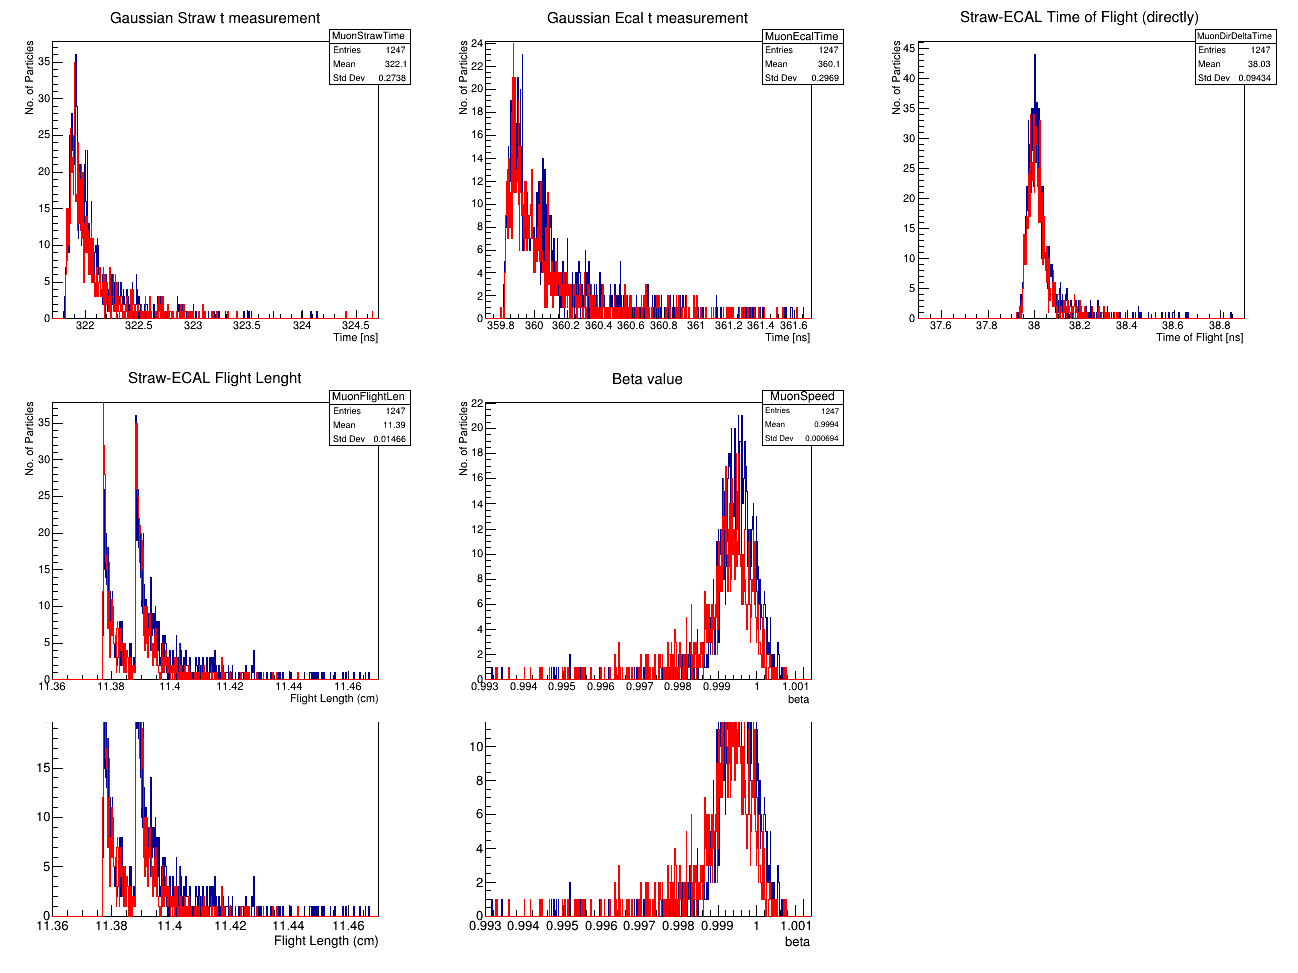 Gaussian Straw t measurement
No. of Particles
MuonStrawTime
Entries 1247
Mean 322.1
Std Dev 0.2738
35
30
25
20
15
10
5
0
322 322.5 323 323.5 324 324.5
Time [ns]
Gaussian Ecal t measurement
No. of Particles
MuonEcalTime
Entries 1247
Mean 360.1
Std Dev 0.2969
24
22
20
18
16
14
12
10
8
6
4
2
0
359.8 360 360.2 360.4 360.6 360.8 361 361.2 361.4 361.6
Time [ns]
Straw-ECAL Time of Flight (directly)
No. of Particles
MuonDirDeltaTime
Entries 1247
Mean 38.03
Std Dev 0.09434
45
40
35
30
25
20
15
10
5
0
37.6 37.8 38 38.2 38.4 38.6 38.8
Time of Flight [ns]
Straw-ECAL Flight Lenght
No. of Particles
MuonFlightLen
Entries 1247
Mean 11.39
Std Dev 0.01466
35
30
25
20
15
10
5
0
11.36 11.38 11.4 11.42 11.44 11.46
Flight Length (cm)
Beta value
No. of Particles
MuonSpeed
Entries 1247
Mean 0.9994
Std Dev 0.000694
22
20
18
16
14
12
10
8
6
4
2
0
0.993 0.994 0.995 0.996 0.997 0.998 0.999 1 1.001
beta
15
10
5
0
11.36 11.38 11.4 11.42 11.44 11.46
Flight Length (cm)
10
8
6
4
2
0
0.993 0.994 0.995 0.996 0.997 0.998 0.999 1 1.001
beta